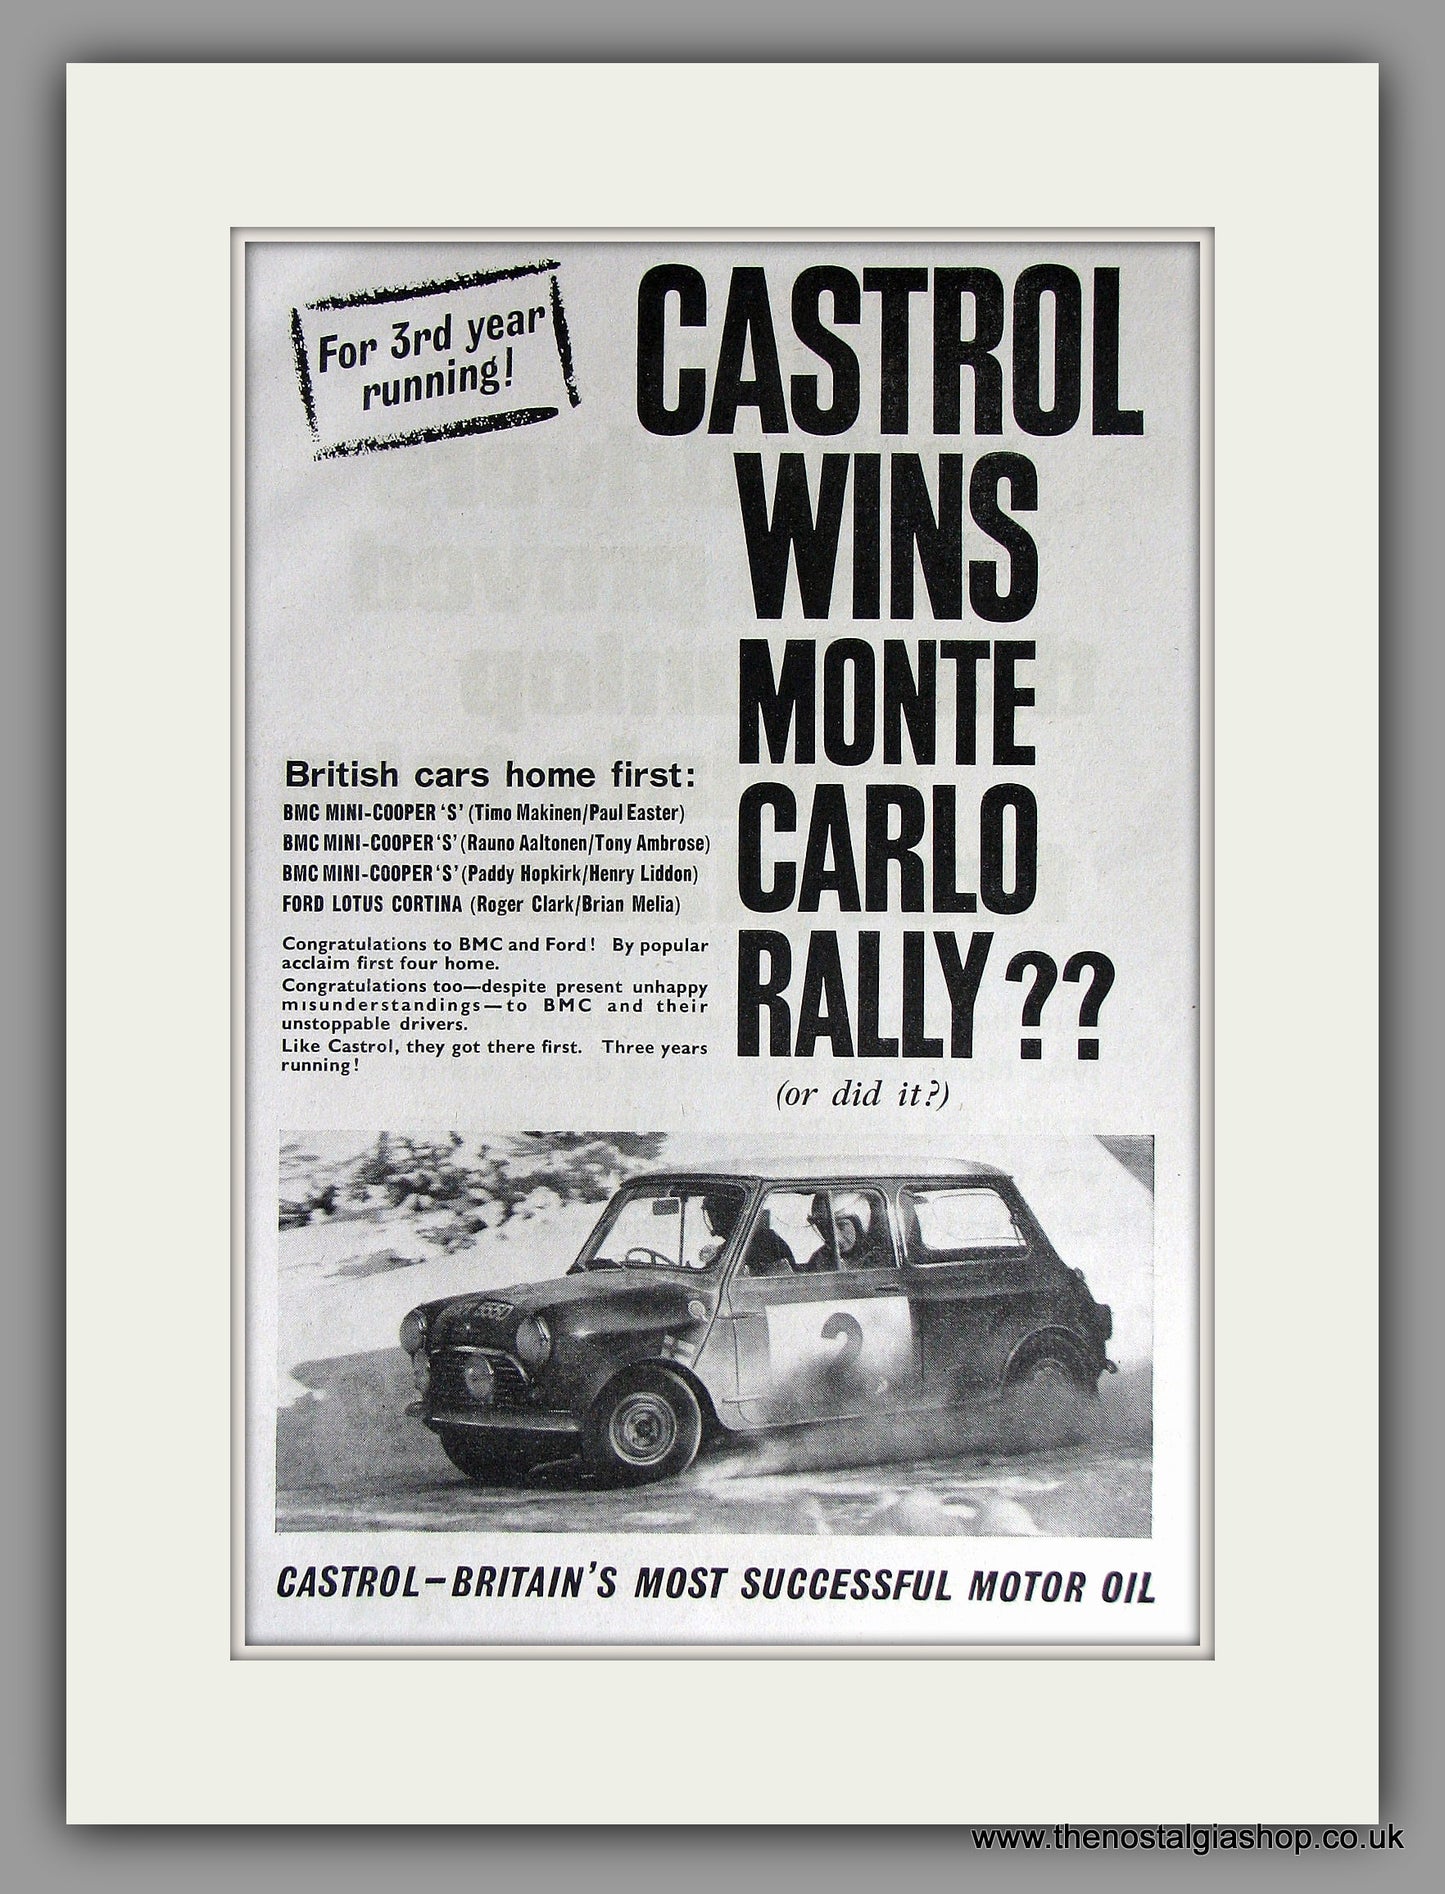 For 3rd year
running!
CASTROL
WINS
MONTE
CARLO
RALLY??
(or did it?)
British cars home first:
BMC MINI-COOPER 'S' (Timo Makinen/Paul Easter)
BMC MINI-COOPER 'S' (Rauno Aaltonen/Tony Ambrose)
BMC MINI-COOPER 'S' (Paddy Hopkirk/Henry Liddon)
FORD LOTUS CORTINA (Roger Clark/Brian Melia)
Congratulations to BMC and Ford! By popular
acclaim first four home.
Congratulations too—despite present unhappy
misunderstandings—to BMC and their
unstoppable drivers.
Like Castrol, they got there first. Three years
running!
2
CASTROL–BRITAIN'S MOST SUCCESSFUL MOTOR OIL
www.thenostalgiashop.co.uk